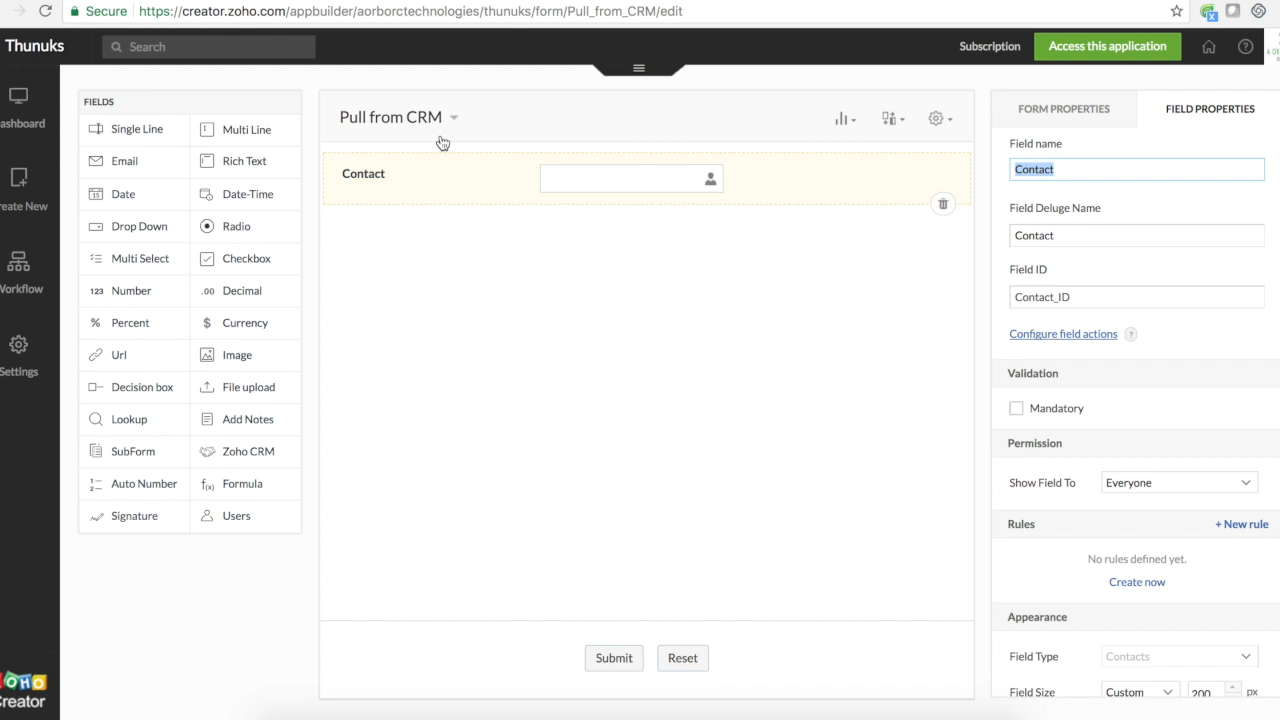 Secure
https://creator.zoho.com/appbuilder/aorborctechnologies/thunuks/form/Pull_from_CRM/edit
Thunuks
Search
Subscription
Access this application
ashboard
reate New
Workflow
Settings
OHO
Creator
FIELDS
Single Line
Multi Line
Email
Rich Text
Date
Date-Time
Drop Down
Radio
Multi Select
Checkbox
123 Number
.00 Decimal
% Percent
$ Currency
Url
Image
Decision box
File upload
Lookup
Add Notes
SubForm
Zoho CRM
Auto Number
f(x) Formula
Signature
Users
Pull from CRM
Contact
Submit
Reset
FORM PROPERTIES
FIELD PROPERTIES
Field name
Contact
Field Deluge Name
Contact
Field ID
Contact_ID
Configure field actions ?
Validation
Mandatory
Permission
Show Field To
Everyone
Rules
+ New rule
No rules defined yet.
Create now
Appearance
Field Type
Contacts
Field Size
Custom
200
px